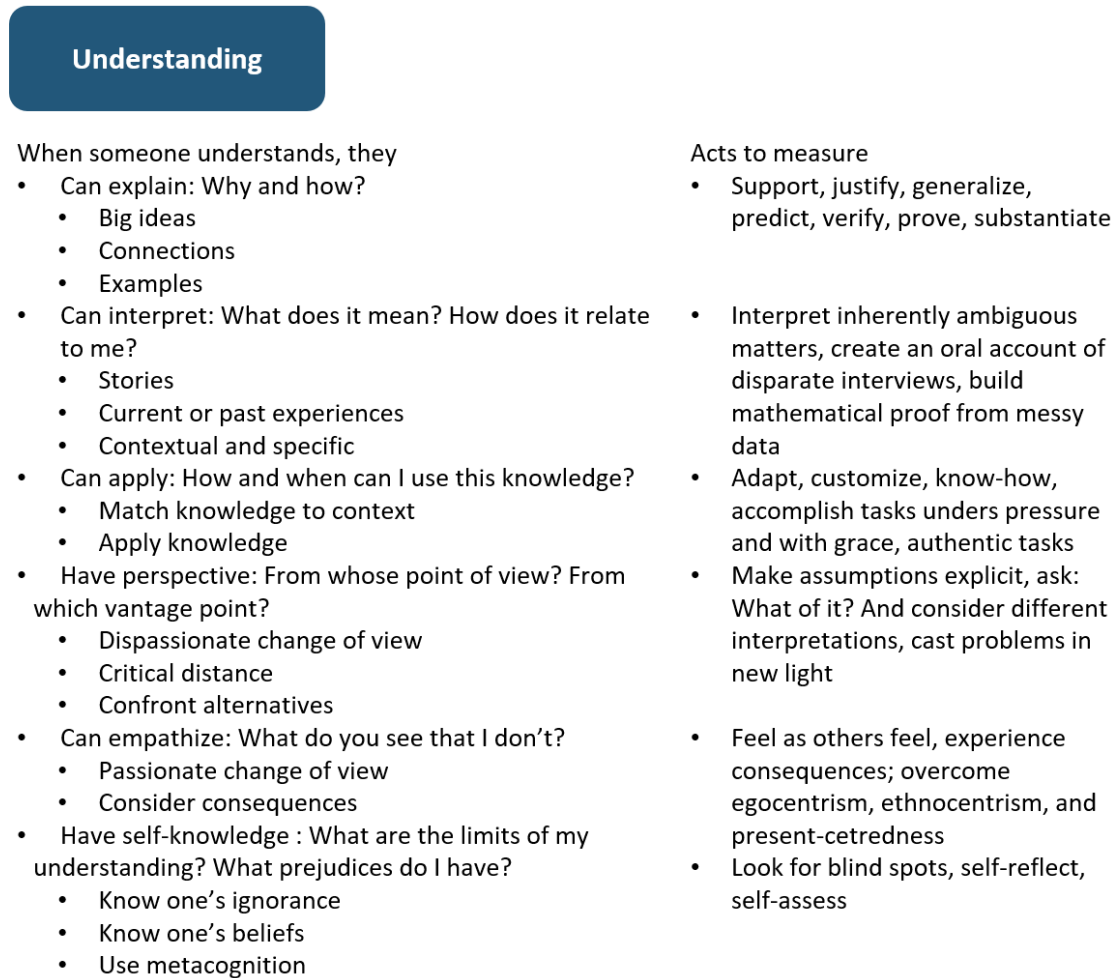 Understanding
When someone understands, they
• Can explain: Why and how?
• Big ideas
• Connections
• Examples
• Can interpret: What does it mean? How does it relate
to me?
• Stories
• Current or past experiences
• Contextual and specific
• Can apply: How and when can I use this knowledge?
• Match knowledge to context
• Apply knowledge
• Have perspective: From whose point of view? From
which vantage point?
• Dispassionate change of view
• Critical distance
• Confront alternatives
• Can empathize: What do you see that I don’t?
• Passionate change of view
• Consider consequences
• Have self-knowledge : What are the limits of my
understanding? What prejudices do I have?
• Know one’s ignorance
• Know one’s beliefs
• Use metacognition
Acts to measure
• Support, justify, generalize,
predict, verify, prove, substantiate
• Interpret inherently ambiguous
matters, create an oral account of
disparate interviews, build
mathematical proof from messy
data
• Adapt, customize, know-how,
accomplish tasks unders pressure
and with grace, authentic tasks
• Make assumptions explicit, ask:
What of it? And consider different
interpretations, cast problems in
new light
• Feel as others feel, experience
consequences; overcome
egocentrism, ethnocentrism, and
present-cetredness
• Look for blind spots, self-reflect,
self-assess